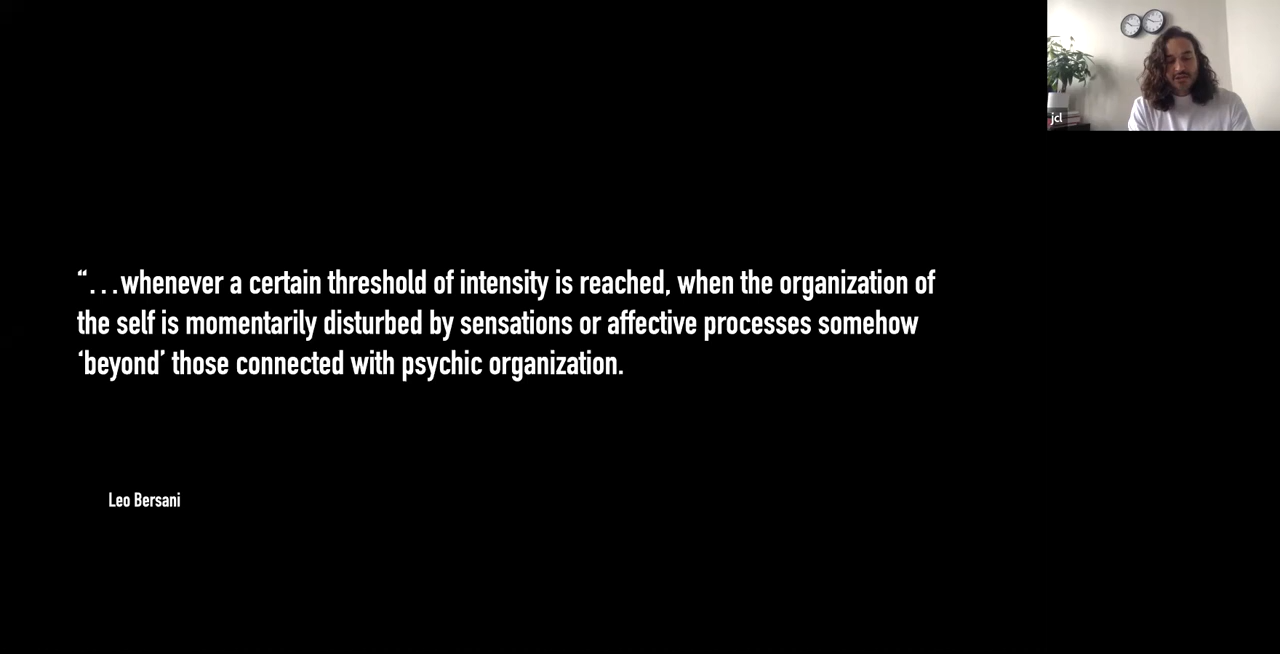 jcl
“...whenever a certain threshold of intensity is reached, when the organization of
the self is momentarily disturbed by sensations or affective processes somehow
‘beyond’ those connected with psychic organization.
Leo Bersani